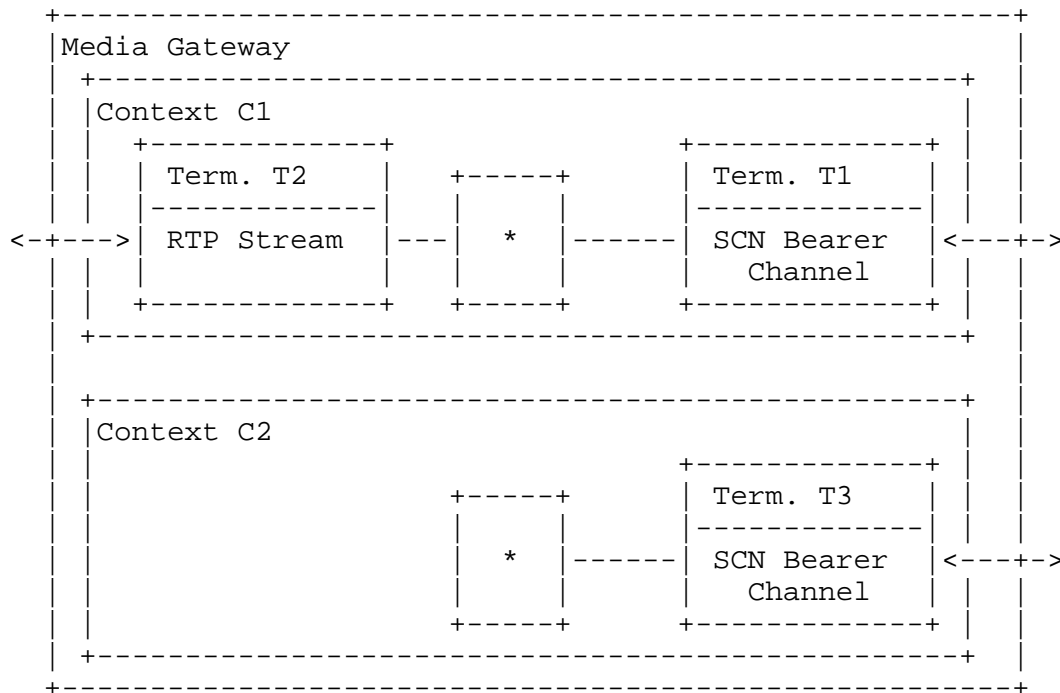 Media Gateway
Context C1
Term. T2
Term. T1
RTP Stream
*
SCN Bearer
Channel
Context C2
Term. T3
*
SCN Bearer
Channel